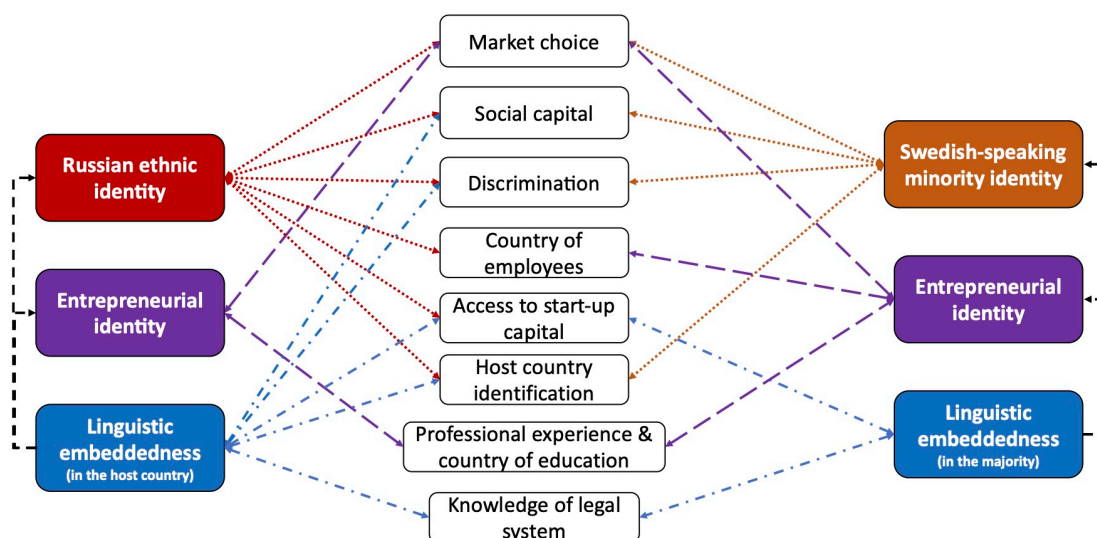 Market choice
Social capital
Discrimination
Country of
employees
Access to start-up
capital
Host country
identification
Professional experience &
country of education
Knowledge of legal
system
Russian ethnic
identity
Entrepreneurial
identity
Linguistic
embeddedness
(in the host country)
Swedish-speaking
minority identity
Entrepreneurial
identity
Linguistic
embeddedness
(in the majority)